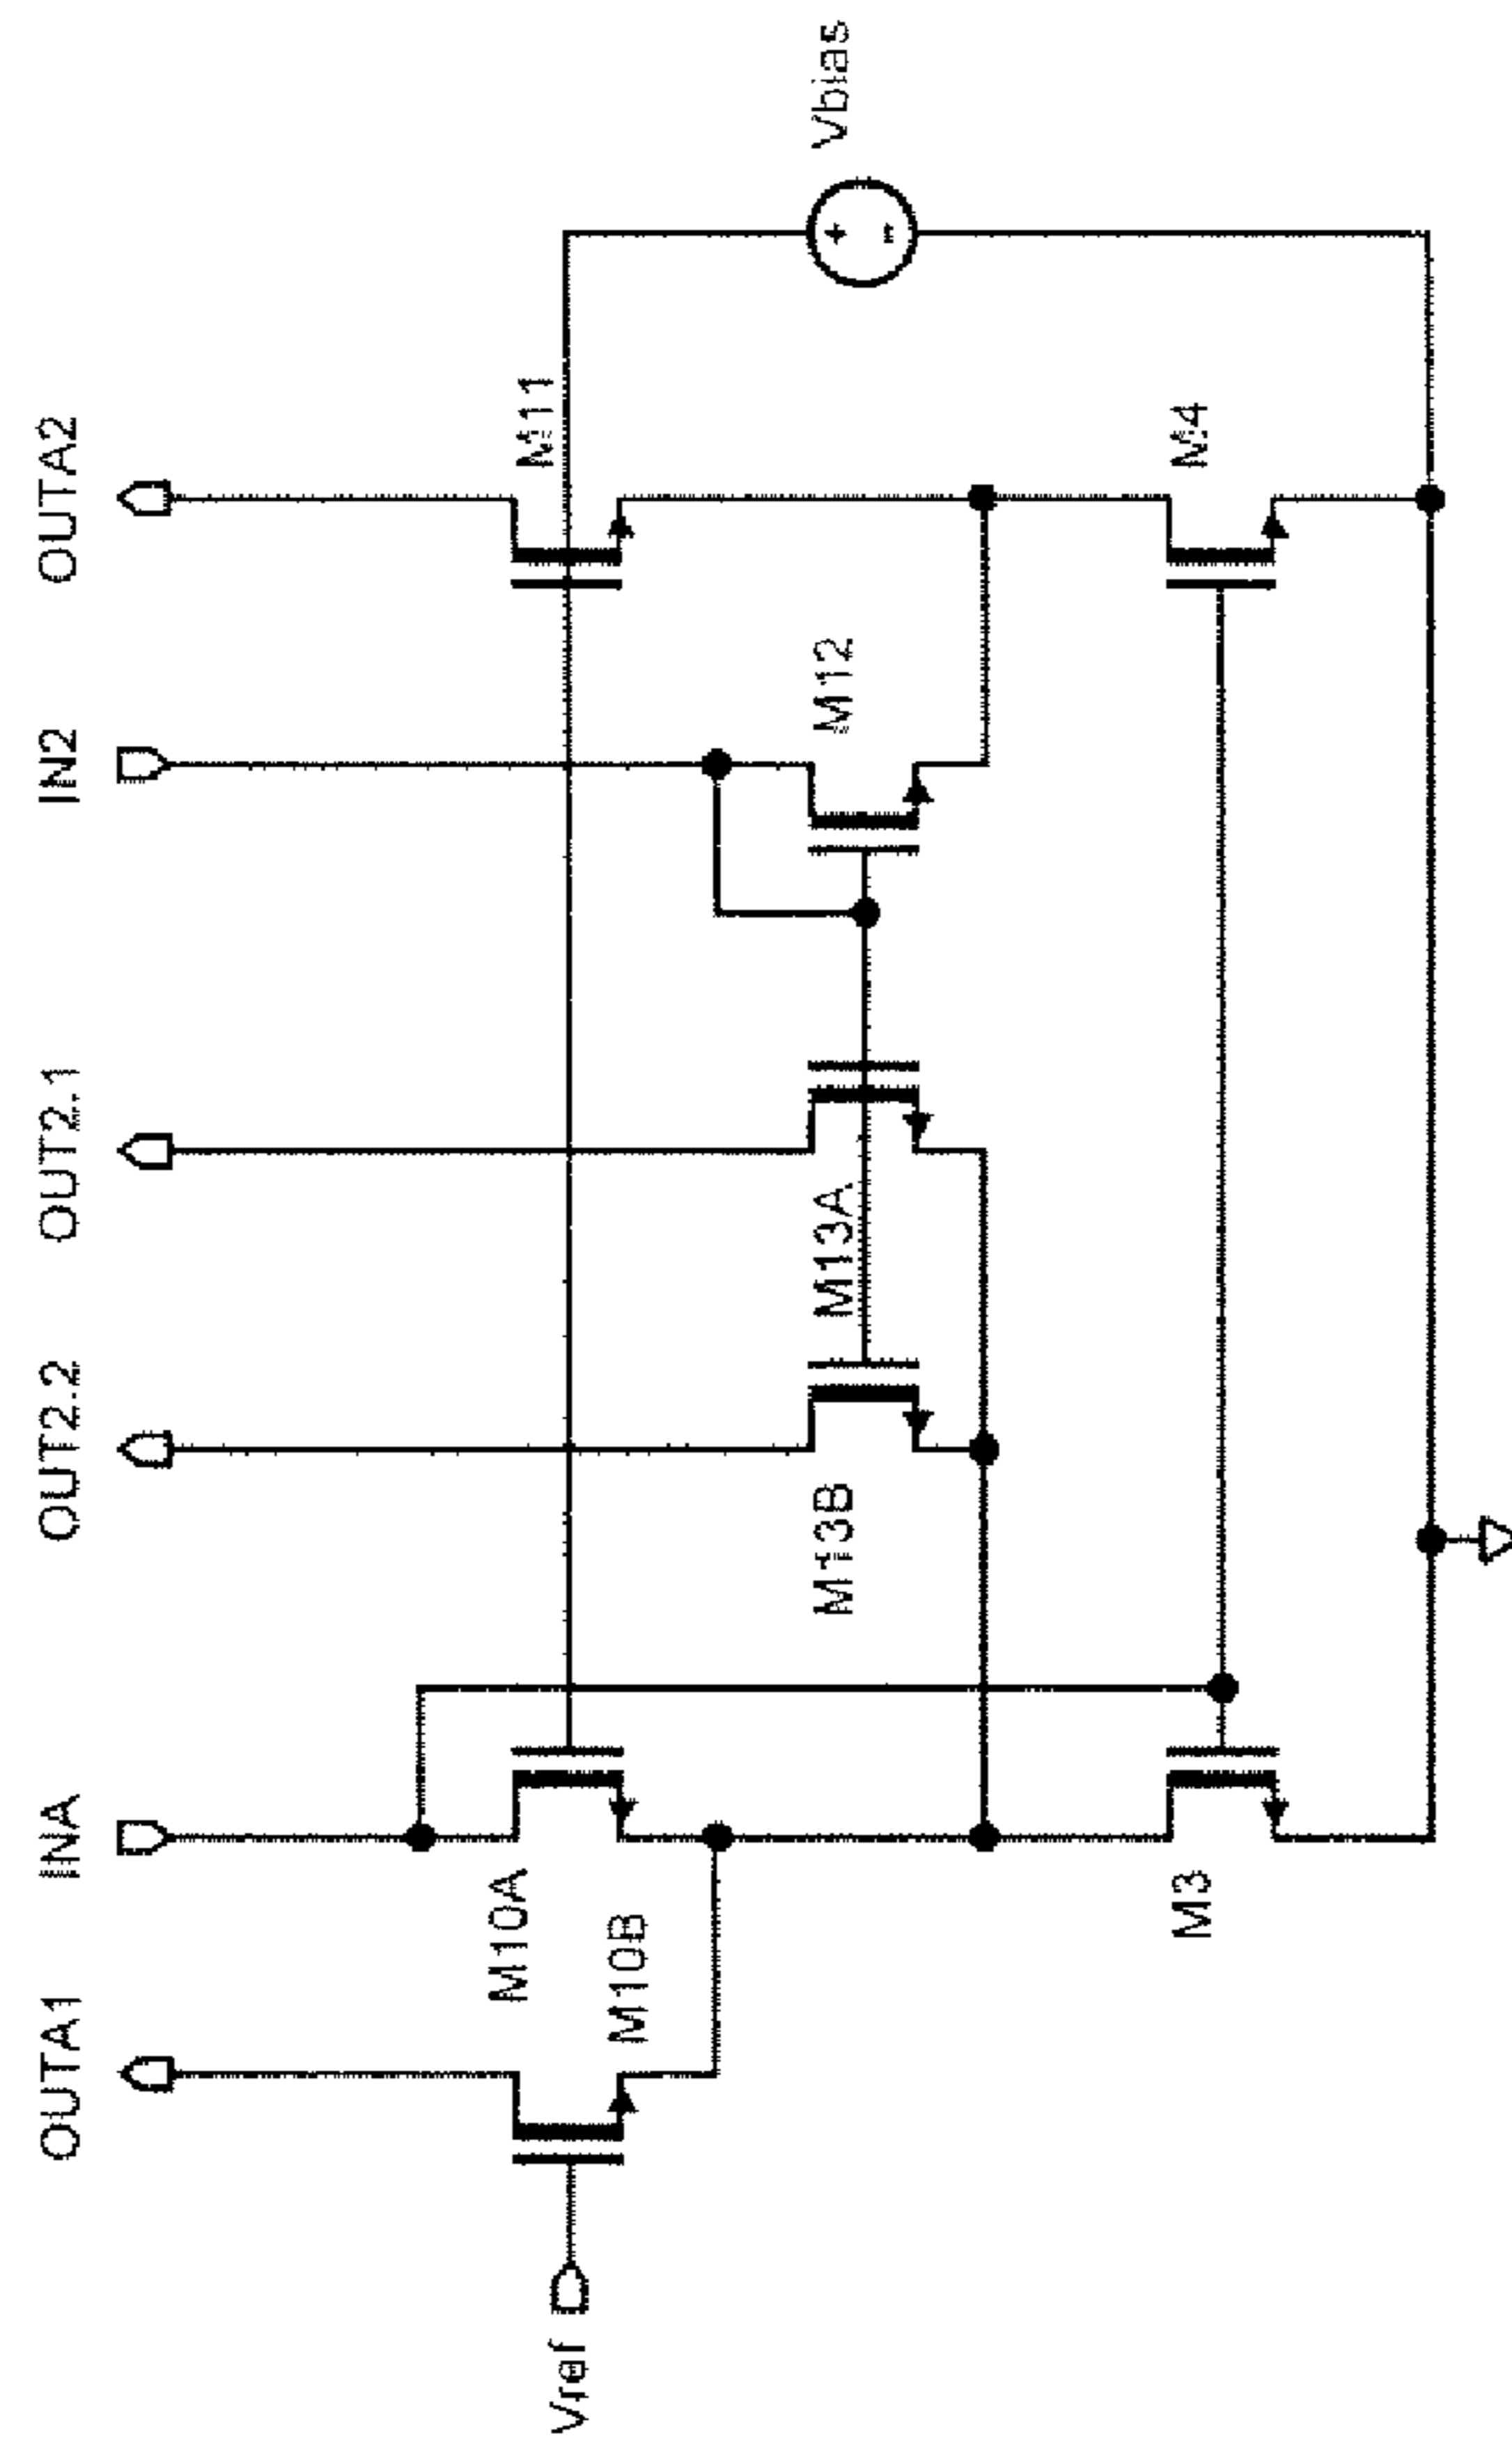 OUTA1
INA
OUT2.2
OUT2.1
IN2
OUTA2
Vref
M10A
M10B
M11
M13B
M13A
M12
Vbias
M3
M4
+
-